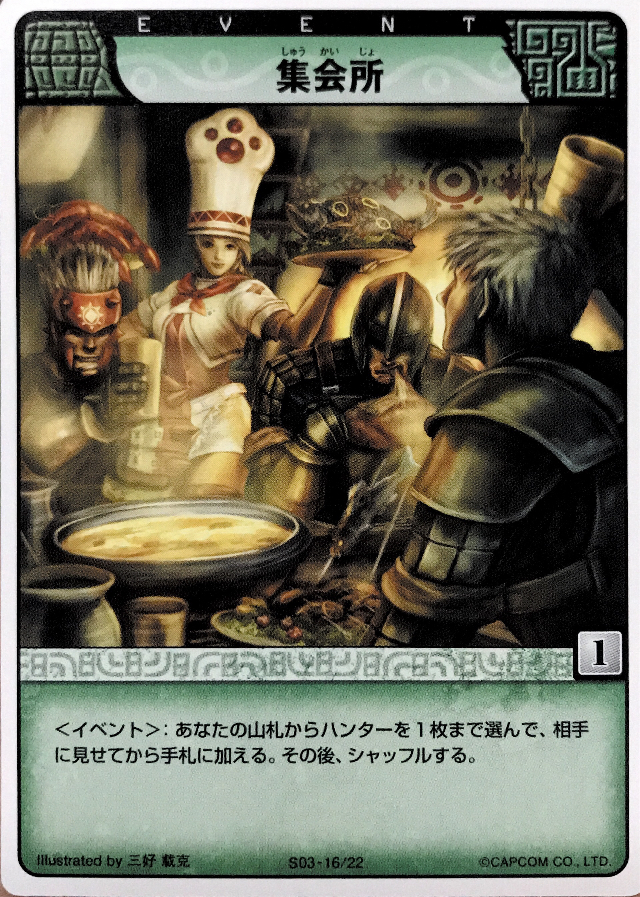 EVENT
しゅう かい じょ
集会所
1
＜イベント＞：あなたの山札からハンターを１枚まで選んで、相手
に見せてから手札に加える。その後、シャッフルする。
Illustrated by 三好 載克 S03-16/22 ©CAPCOM CO., LTD.